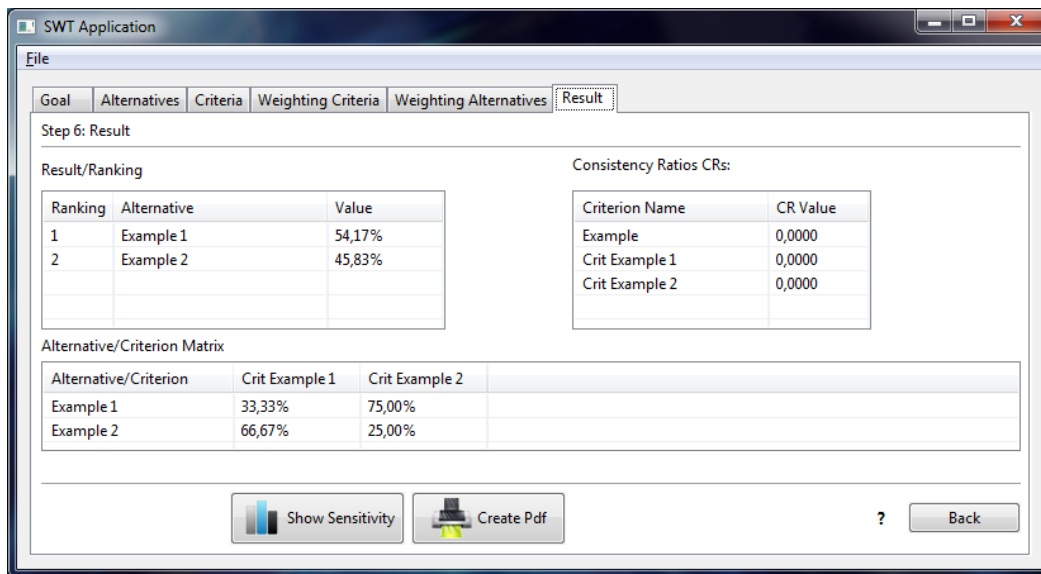 SWT Application
File
Goal Alternatives Criteria Weighting Criteria Weighting Alternatives Result
Step 6: Result
Result/Ranking
Ranking Alternative Value
1 Example 1 54,17%
2 Example 2 45,83%
Consistency Ratios CRs:
Criterion Name CR Value
Example 0,0000
Crit Example 1 0,0000
Crit Example 2 0,0000
Alternative/Criterion Matrix
Alternative/Criterion Crit Example 1 Crit Example 2
Example 1 33,33% 75,00%
Example 2 66,67% 25,00%
Show Sensitivity Create Pdf ? Back